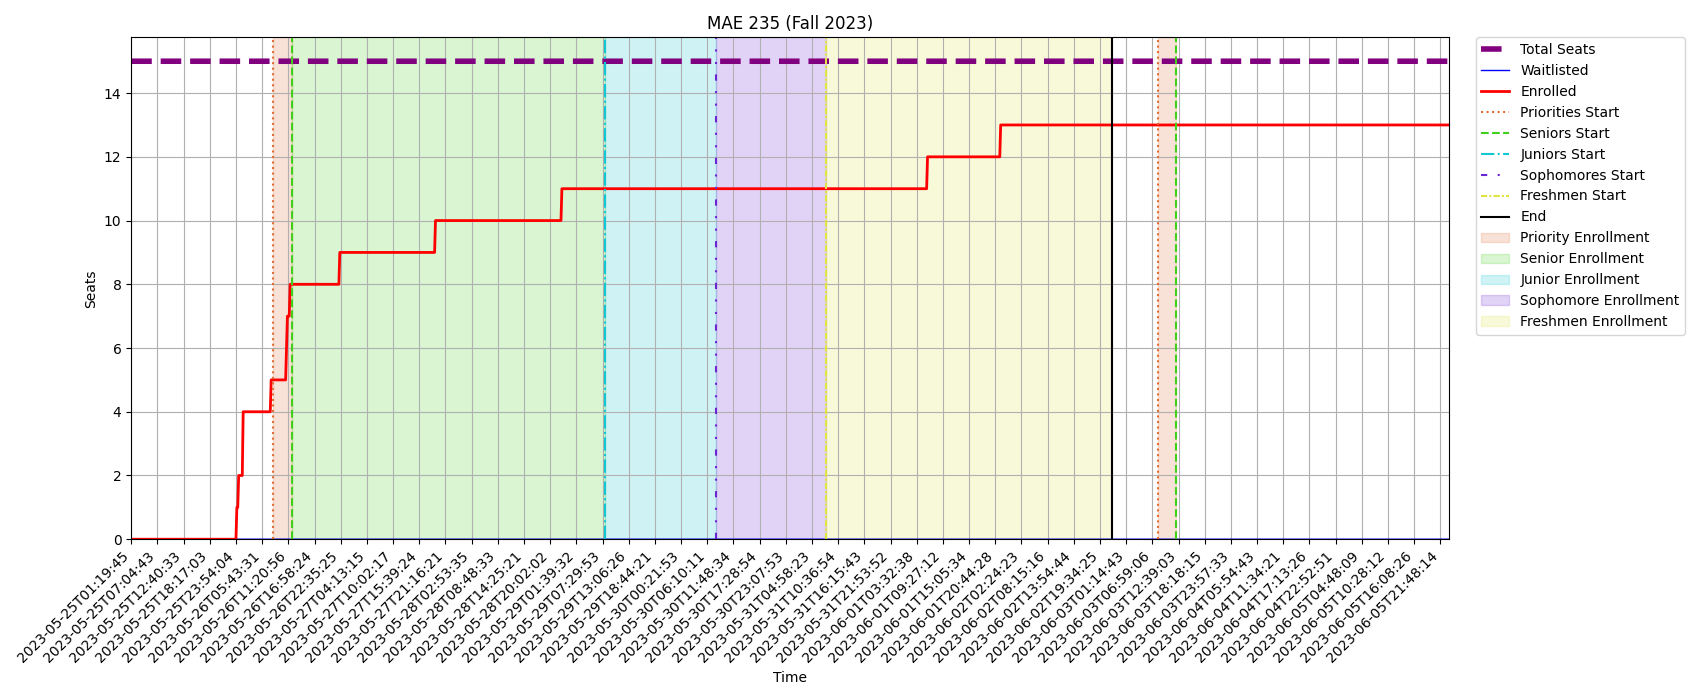 MAE 235 (Fall 2023)
Seats
14
12
10
8
6
4
2
0
2023-05-25T01:19:45
2023-05-25T07:04:43
2023-05-25T12:40:33
2023-05-25T18:17:03
2023-05-25T23:54:04
2023-05-26T05:43:31
2023-05-26T11:20:56
2023-05-26T16:58:24
2023-05-26T22:35:25
2023-05-27T04:13:15
2023-05-27T10:02:17
2023-05-27T15:39:24
2023-05-27T21:16:21
2023-05-28T02:53:35
2023-05-28T08:48:33
2023-05-28T14:25:21
2023-05-28T20:02:02
2023-05-29T01:39:32
2023-05-29T07:29:53
2023-05-29T13:06:26
2023-05-29T18:44:21
2023-05-30T00:21:53
2023-05-30T06:10:11
2023-05-30T11:48:34
2023-05-30T17:28:54
2023-05-30T23:07:53
2023-05-31T04:58:23
2023-05-31T10:36:54
2023-05-31T16:15:43
2023-05-31T21:53:52
2023-06-01T03:32:38
2023-06-01T09:27:12
2023-06-01T15:05:34
2023-06-01T20:44:28
2023-06-02T02:24:23
2023-06-02T08:15:16
2023-06-02T13:54:44
2023-06-02T19:34:25
2023-06-03T01:14:43
2023-06-03T06:59:06
2023-06-03T12:39:03
2023-06-03T18:18:15
2023-06-03T23:57:33
2023-06-04T05:54:43
2023-06-04T11:34:21
2023-06-04T17:13:26
2023-06-04T22:52:51
2023-06-05T04:48:09
2023-06-05T10:28:12
2023-06-05T16:08:26
2023-06-05T21:48:14
Time
Total Seats
Waitlisted
Enrolled
Priorities Start
Seniors Start
Juniors Start
Sophomores Start
Freshmen Start
End
Priority Enrollment
Senior Enrollment
Junior Enrollment
Sophomore Enrollment
Freshmen Enrollment